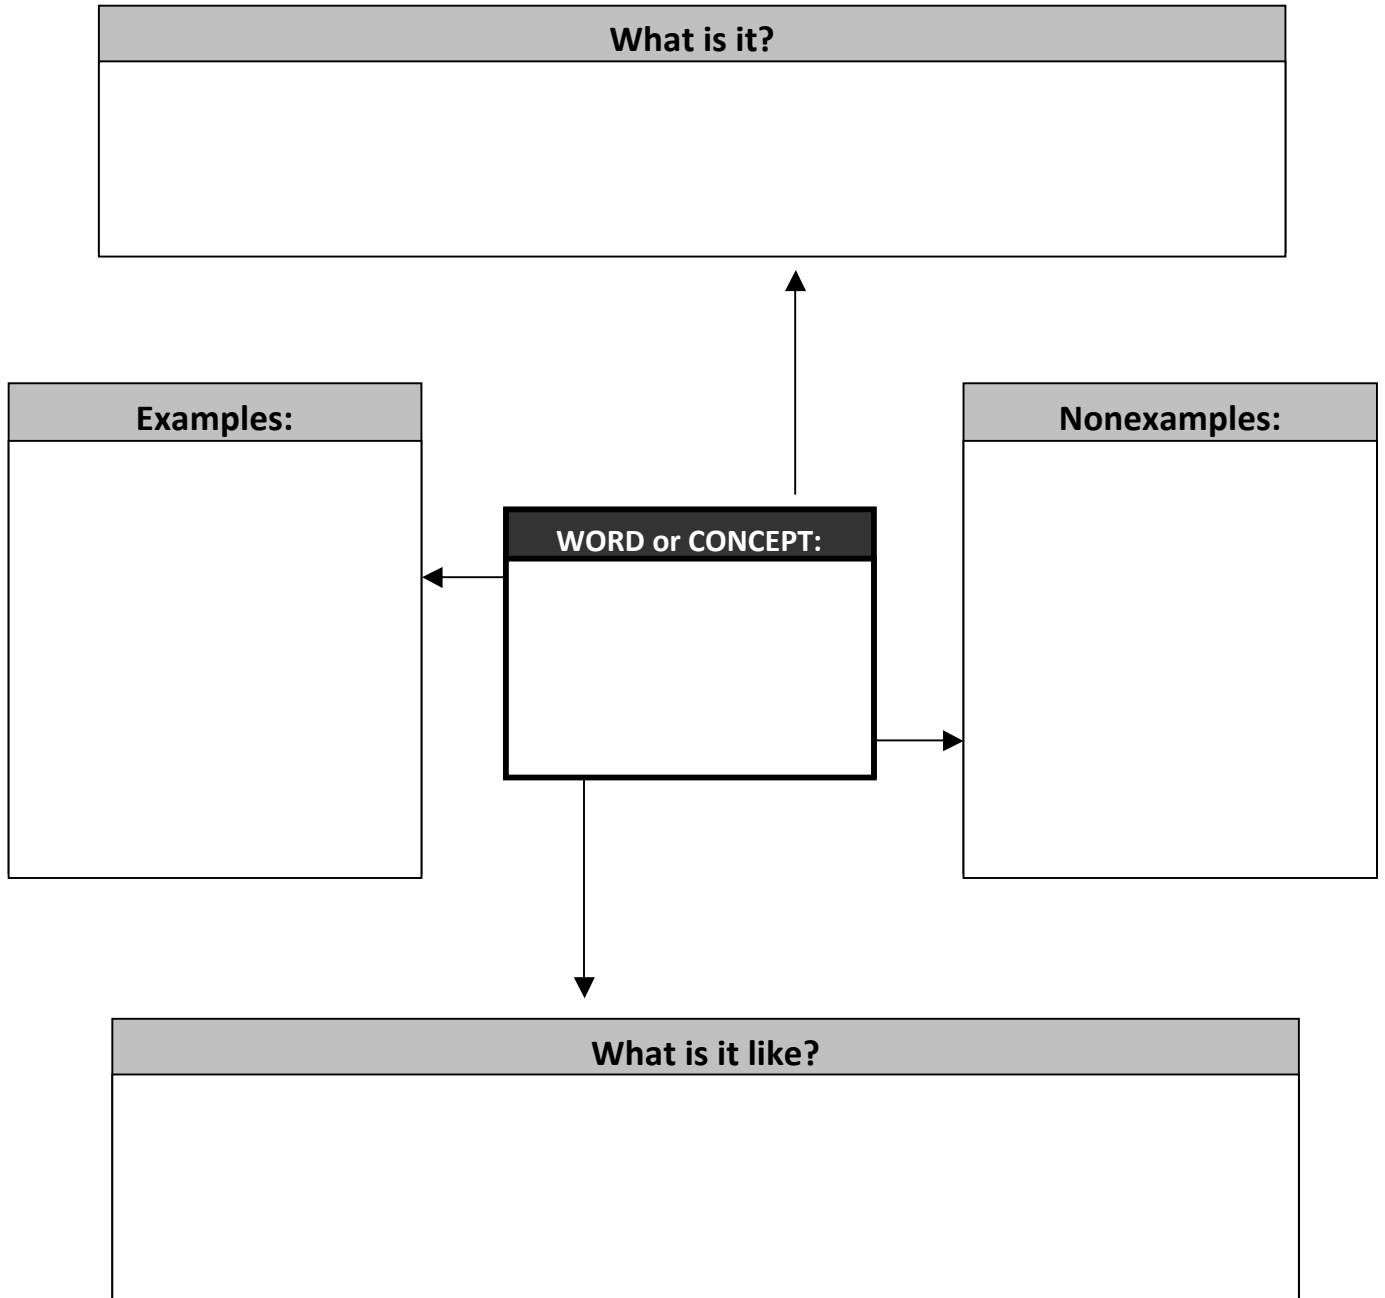 What is it?
Examples:
Nonexamples:
WORD or CONCEPT:
What is it like?